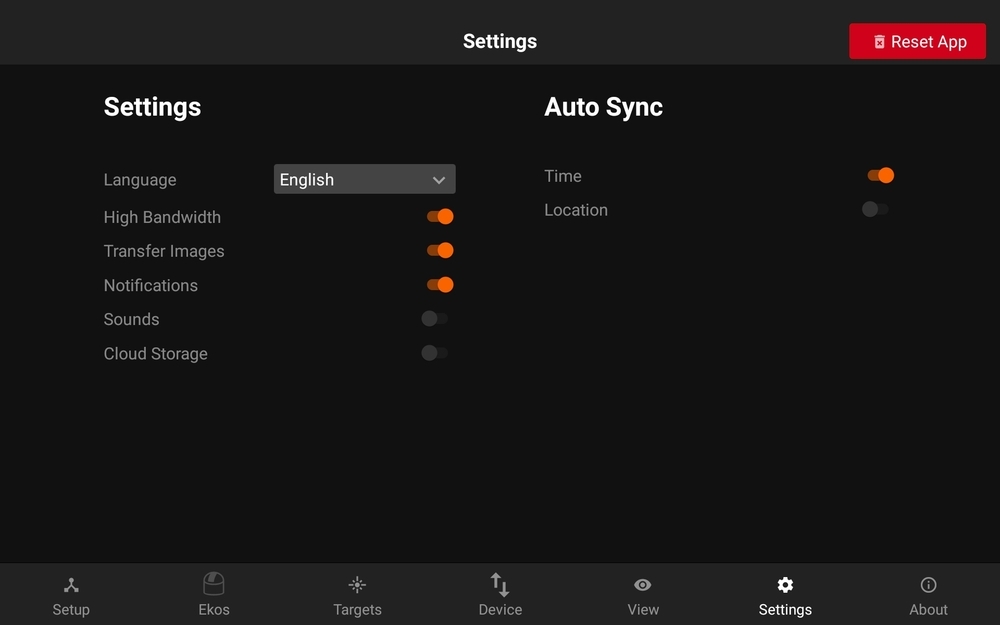 Settings
Reset App
Settings
Language
English
High Bandwidth
Transfer Images
Notifications
Sounds
Cloud Storage
Auto Sync
Time
Location
Setup
Ekos
Targets
Device
View
Settings
About